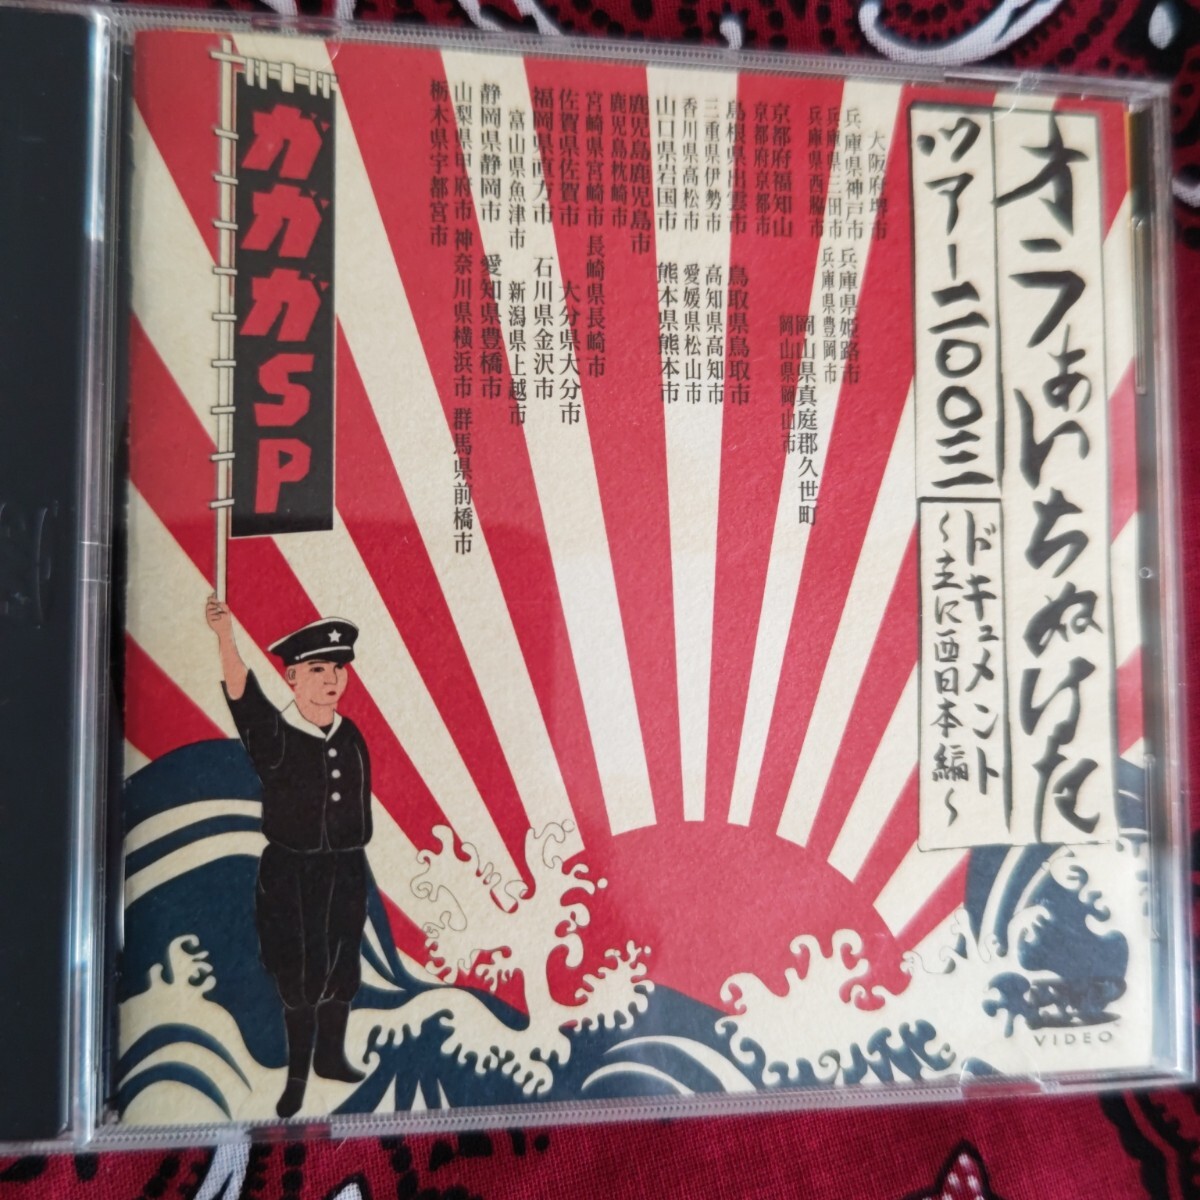 オラぁいちぬけた
ツアー二〇〇三
ドキュメント
～主に西日本編～
大阪府堺市
兵庫県神戸市 兵庫県姫路市
兵庫県三田市 兵庫県豊岡市
兵庫県西脇市
岡山県真庭郡久世町
京都府福知山 岡山県岡山市
京都府京都市
島根県出雲市 鳥取県鳥取市
三重県伊勢市 高知県高知市
香川県高松市 愛媛県松山市
山口県岩国市 熊本県熊本市
鹿児島鹿児島市
鹿児島枕崎市
宮崎県宮崎市 長崎県長崎市
佐賀県佐賀市 大分県大分市
福岡県直方市 石川県金沢市
富山県魚津市 新潟県上越市
静岡県静岡市 愛知県豊橋市
山梨県甲府市 神奈川県横浜市 群馬県前橋市
栃木県宇都宮市
ガガガSP
DVD
VIDEO